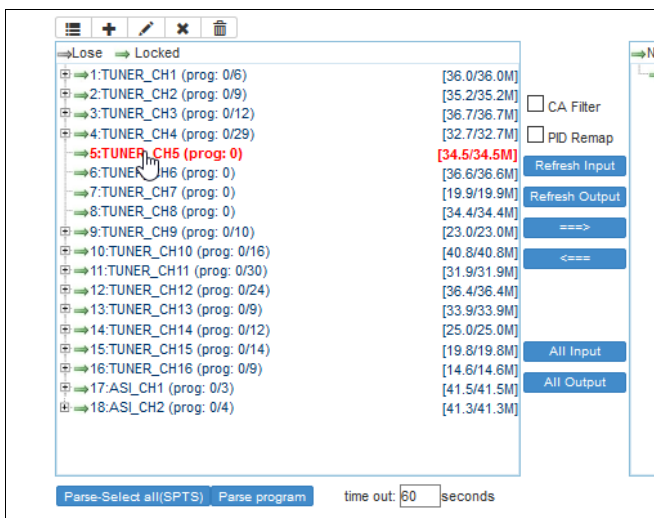 Lose Locked
1:TUNER_CH1 (prog: 0/6) [36.0/36.0M]
2:TUNER_CH2 (prog: 0/9) [35.2/35.2M]
3:TUNER_CH3 (prog: 0/12) [36.7/36.7M]
4:TUNER_CH4 (prog: 0/29) [32.7/32.7M]
5:TUNER_CH5 (prog: 0) [34.5/34.5M]
6:TUNER_CH6 (prog: 0) [36.6/36.6M]
7:TUNER_CH7 (prog: 0) [19.9/19.9M]
8:TUNER_CH8 (prog: 0) [34.4/34.4M]
9:TUNER_CH9 (prog: 0/10) [23.0/23.0M]
10:TUNER_CH10 (prog: 0/16) [40.8/40.8M]
11:TUNER_CH11 (prog: 0/30) [31.9/31.9M]
12:TUNER_CH12 (prog: 0/24) [36.4/36.4M]
13:TUNER_CH13 (prog: 0/9) [33.9/33.9M]
14:TUNER_CH14 (prog: 0/12) [25.0/25.0M]
15:TUNER_CH15 (prog: 0/14) [19.8/19.8M]
16:TUNER_CH16 (prog: 0/9) [14.6/14.6M]
17:ASI_CH1 (prog: 0/3) [41.5/41.5M]
18:ASI_CH2 (prog: 0/4) [41.3/41.3M]
CA Filter
PID Remap
Refresh Input
Refresh Output
===>
<===
All Input
All Output
N
Parse-Select all(SPTS) Parse program time out: 60 seconds